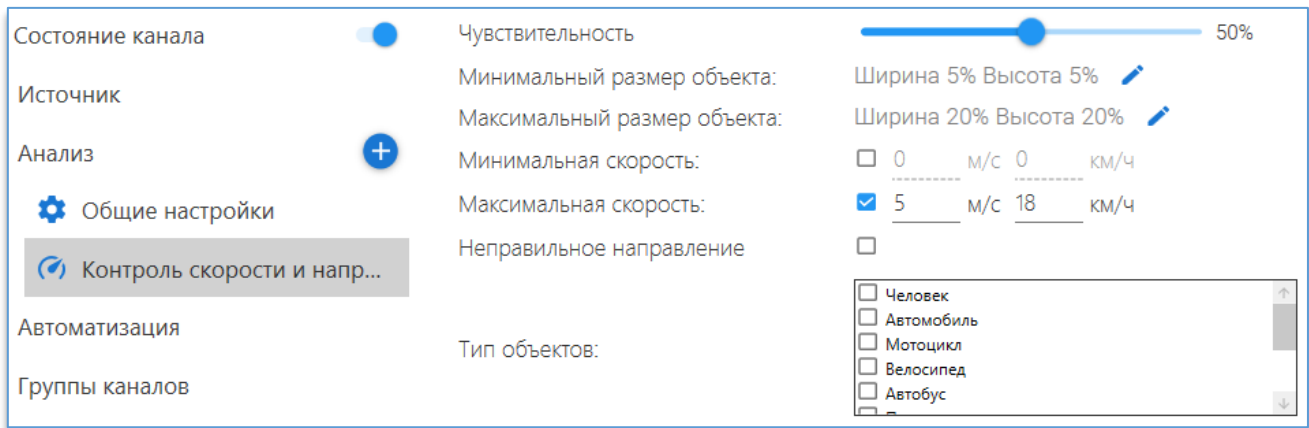 Состояние канала
Источник
Анализ
Общие настройки
Контроль скорости и напр...
Автоматизация
Группы каналов
Чувствительность 50%
Минимальный размер объекта: Ширина 5% Высота 5%
Максимальный размер объекта: Ширина 20% Высота 20%
Минимальная скорость: 0 м/с 0 км/ч
Максимальная скорость: 5 м/с 18 км/ч
Неправильное направление
Тип объектов:
Человек
Автомобиль
Мотоцикл
Велосипед
Автобус